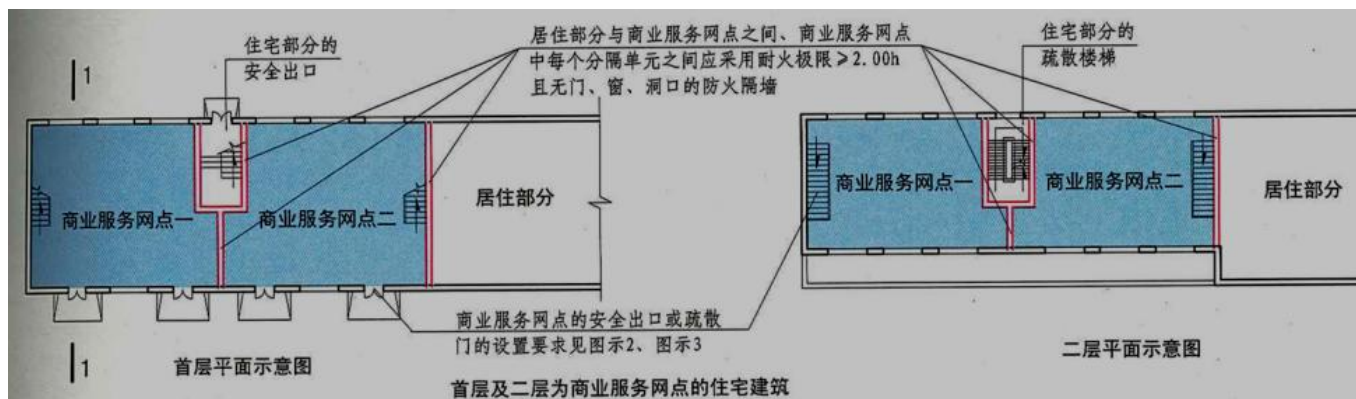 1
住宅部分的
安全出口
居住部分与商业服务网点之间、商业服务网点
中每个分隔单元之间应采用耐火极限≥2.00h
且无门、窗、洞口的防火隔墙
住宅部分的
疏散楼梯
商业服务网点一
商业服务网点二
居住部分
商业服务网点一
商业服务网点二
居住部分
商业服务网点的安全出口或疏散
门的设置要求见图示2、图示3
1
首层平面示意图
二层平面示意图
首层及二层为商业服务网点的住宅建筑